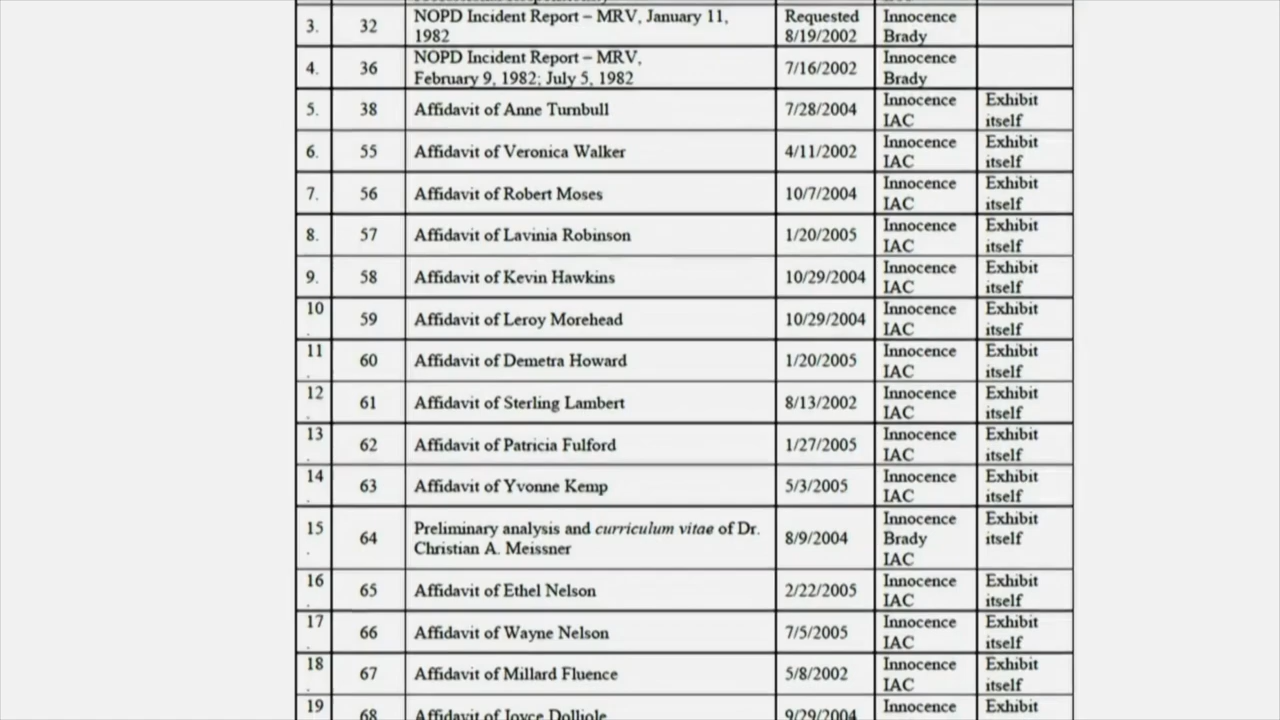 3. 32 NOPD Incident Report – MRV, January 11, Requested Innocence
1982 8/19/2002 Brady
4. 36 NOPD Incident Report – MRV, 7/16/2002 Innocence
February 9, 1982; July 5, 1982 Brady
5. 38 Affidavit of Anne Turnbull 7/28/2004 Innocence Exhibit
IAC itself
6. 55 Affidavit of Veronica Walker 4/11/2002 Innocence Exhibit
IAC itself
7. 56 Affidavit of Robert Moses 10/7/2004 Innocence Exhibit
IAC itself
8. 57 Affidavit of Lavinia Robinson 1/20/2005 Innocence Exhibit
IAC itself
9. 58 Affidavit of Kevin Hawkins 10/29/2004 Innocence Exhibit
IAC itself
10 59 Affidavit of Leroy Morehead 10/29/2004 Innocence Exhibit
. IAC itself
11 60 Affidavit of Demetra Howard 1/20/2005 Innocence Exhibit
. IAC itself
12 61 Affidavit of Sterling Lambert 8/13/2002 Innocence Exhibit
. IAC itself
13 62 Affidavit of Patricia Fulford 1/27/2005 Innocence Exhibit
. IAC itself
14 63 Affidavit of Yvonne Kemp 5/3/2005 Innocence Exhibit
. IAC itself
15 64 Preliminary analysis and curriculum vitae of Dr. 8/9/2004 Innocence Exhibit
. Christian A. Meissner Brady itself
IAC
16 65 Affidavit of Ethel Nelson 2/22/2005 Innocence Exhibit
. IAC itself
17 66 Affidavit of Wayne Nelson 7/5/2005 Innocence Exhibit
. IAC itself
18 67 Affidavit of Millard Fluence 5/8/2002 Innocence Exhibit
. IAC itself
19 68 Affidavit of Joyce Dolliole 9/29/2004 Innocence Exhibit